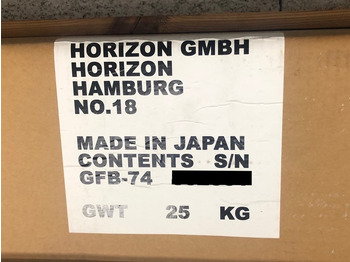 HORIZON GMBH
HORIZON
HAMBURG
NO.18
MADE IN JAPAN
CONTENTS S/N
GFB-74
GWT 25 KG